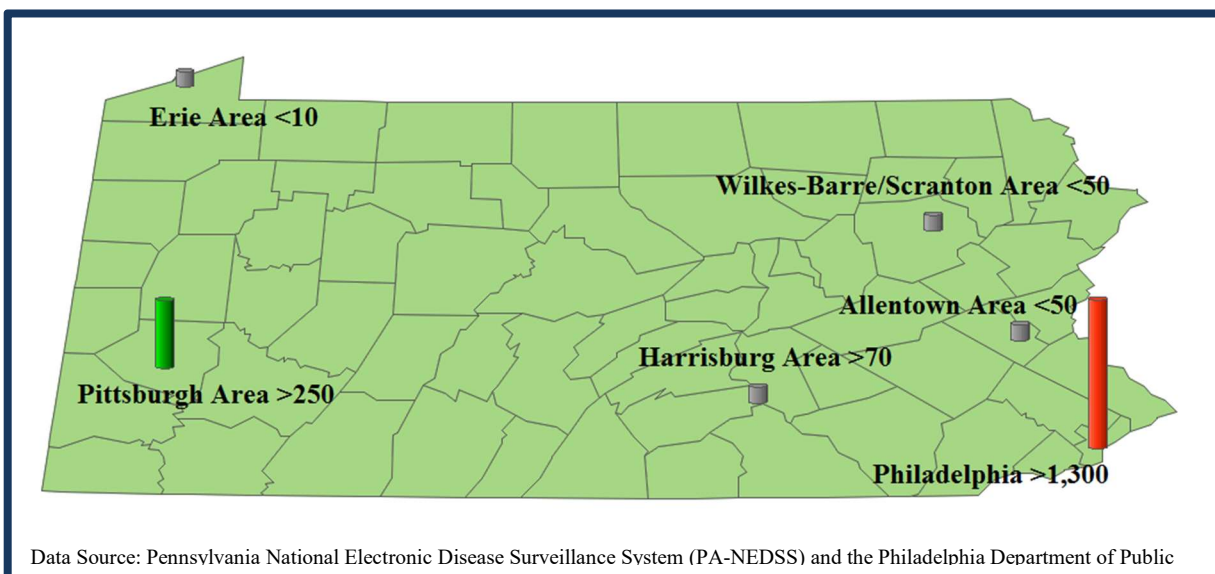 Erie Area <10
Wilkes-Barre/Scranton Area <50
Allentown Area <50
Harrisburg Area >70
Pittsburgh Area >250
Philadelphia >1,300
Data Source: Pennsylvania National Electronic Disease Surveillance System (PA-NEDSS) and the Philadelphia Department of Public